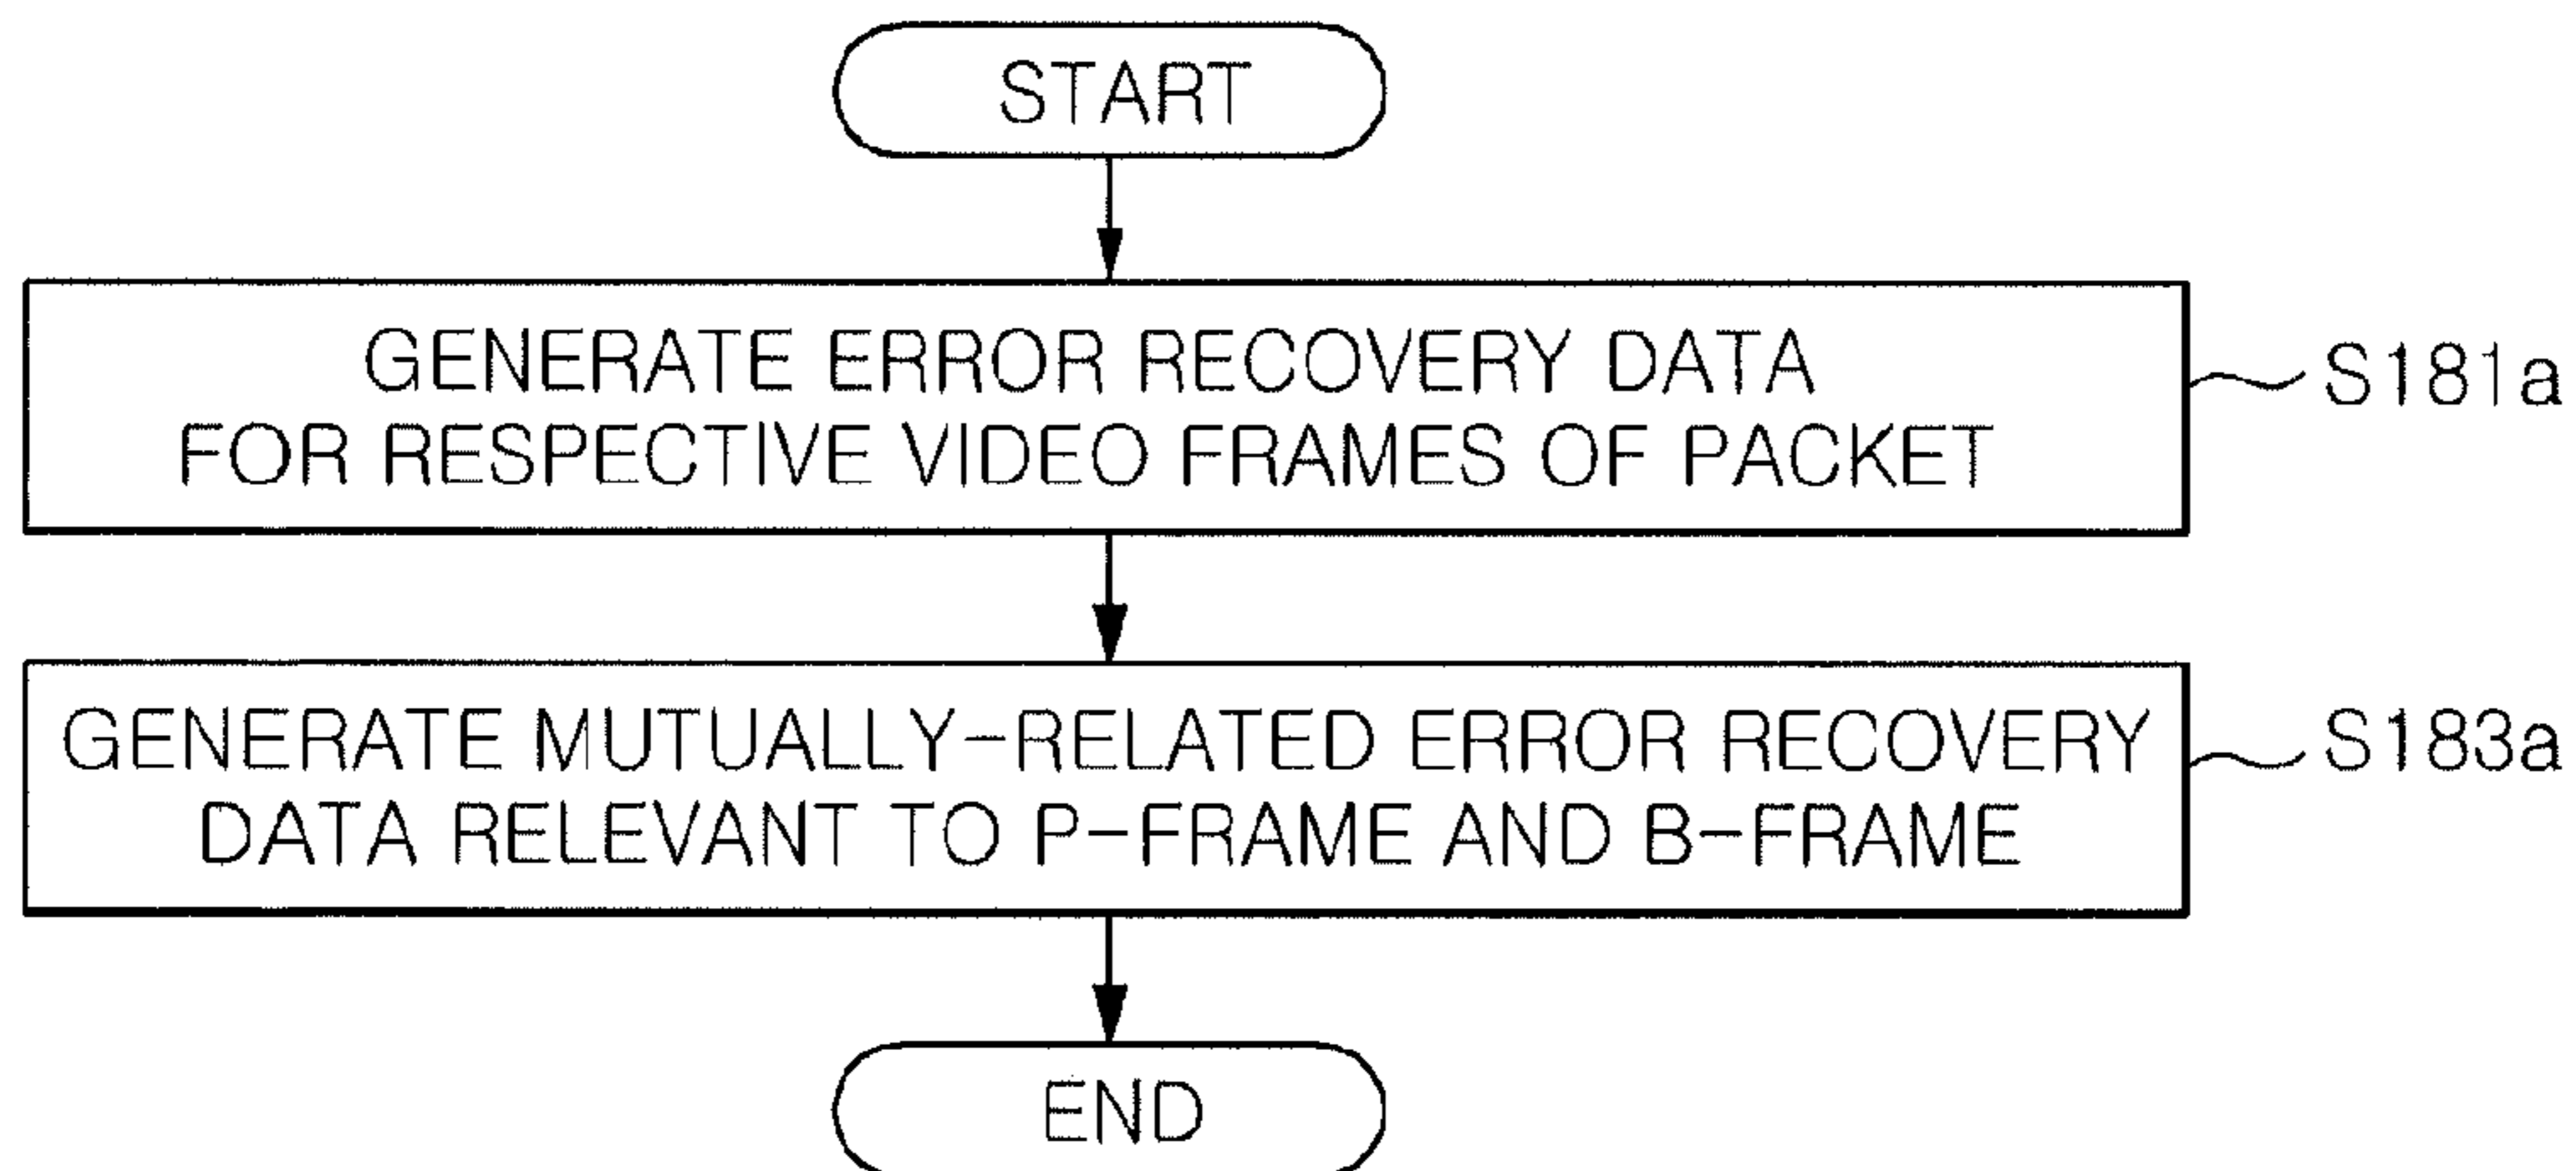 START
GENERATE ERROR RECOVERY DATA
FOR RESPECTIVE VIDEO FRAMES OF PACKET
S181a
GENERATE MUTUALLY-RELATED ERROR RECOVERY
DATA RELEVANT TO P-FRAME AND B-FRAME
S183a
END